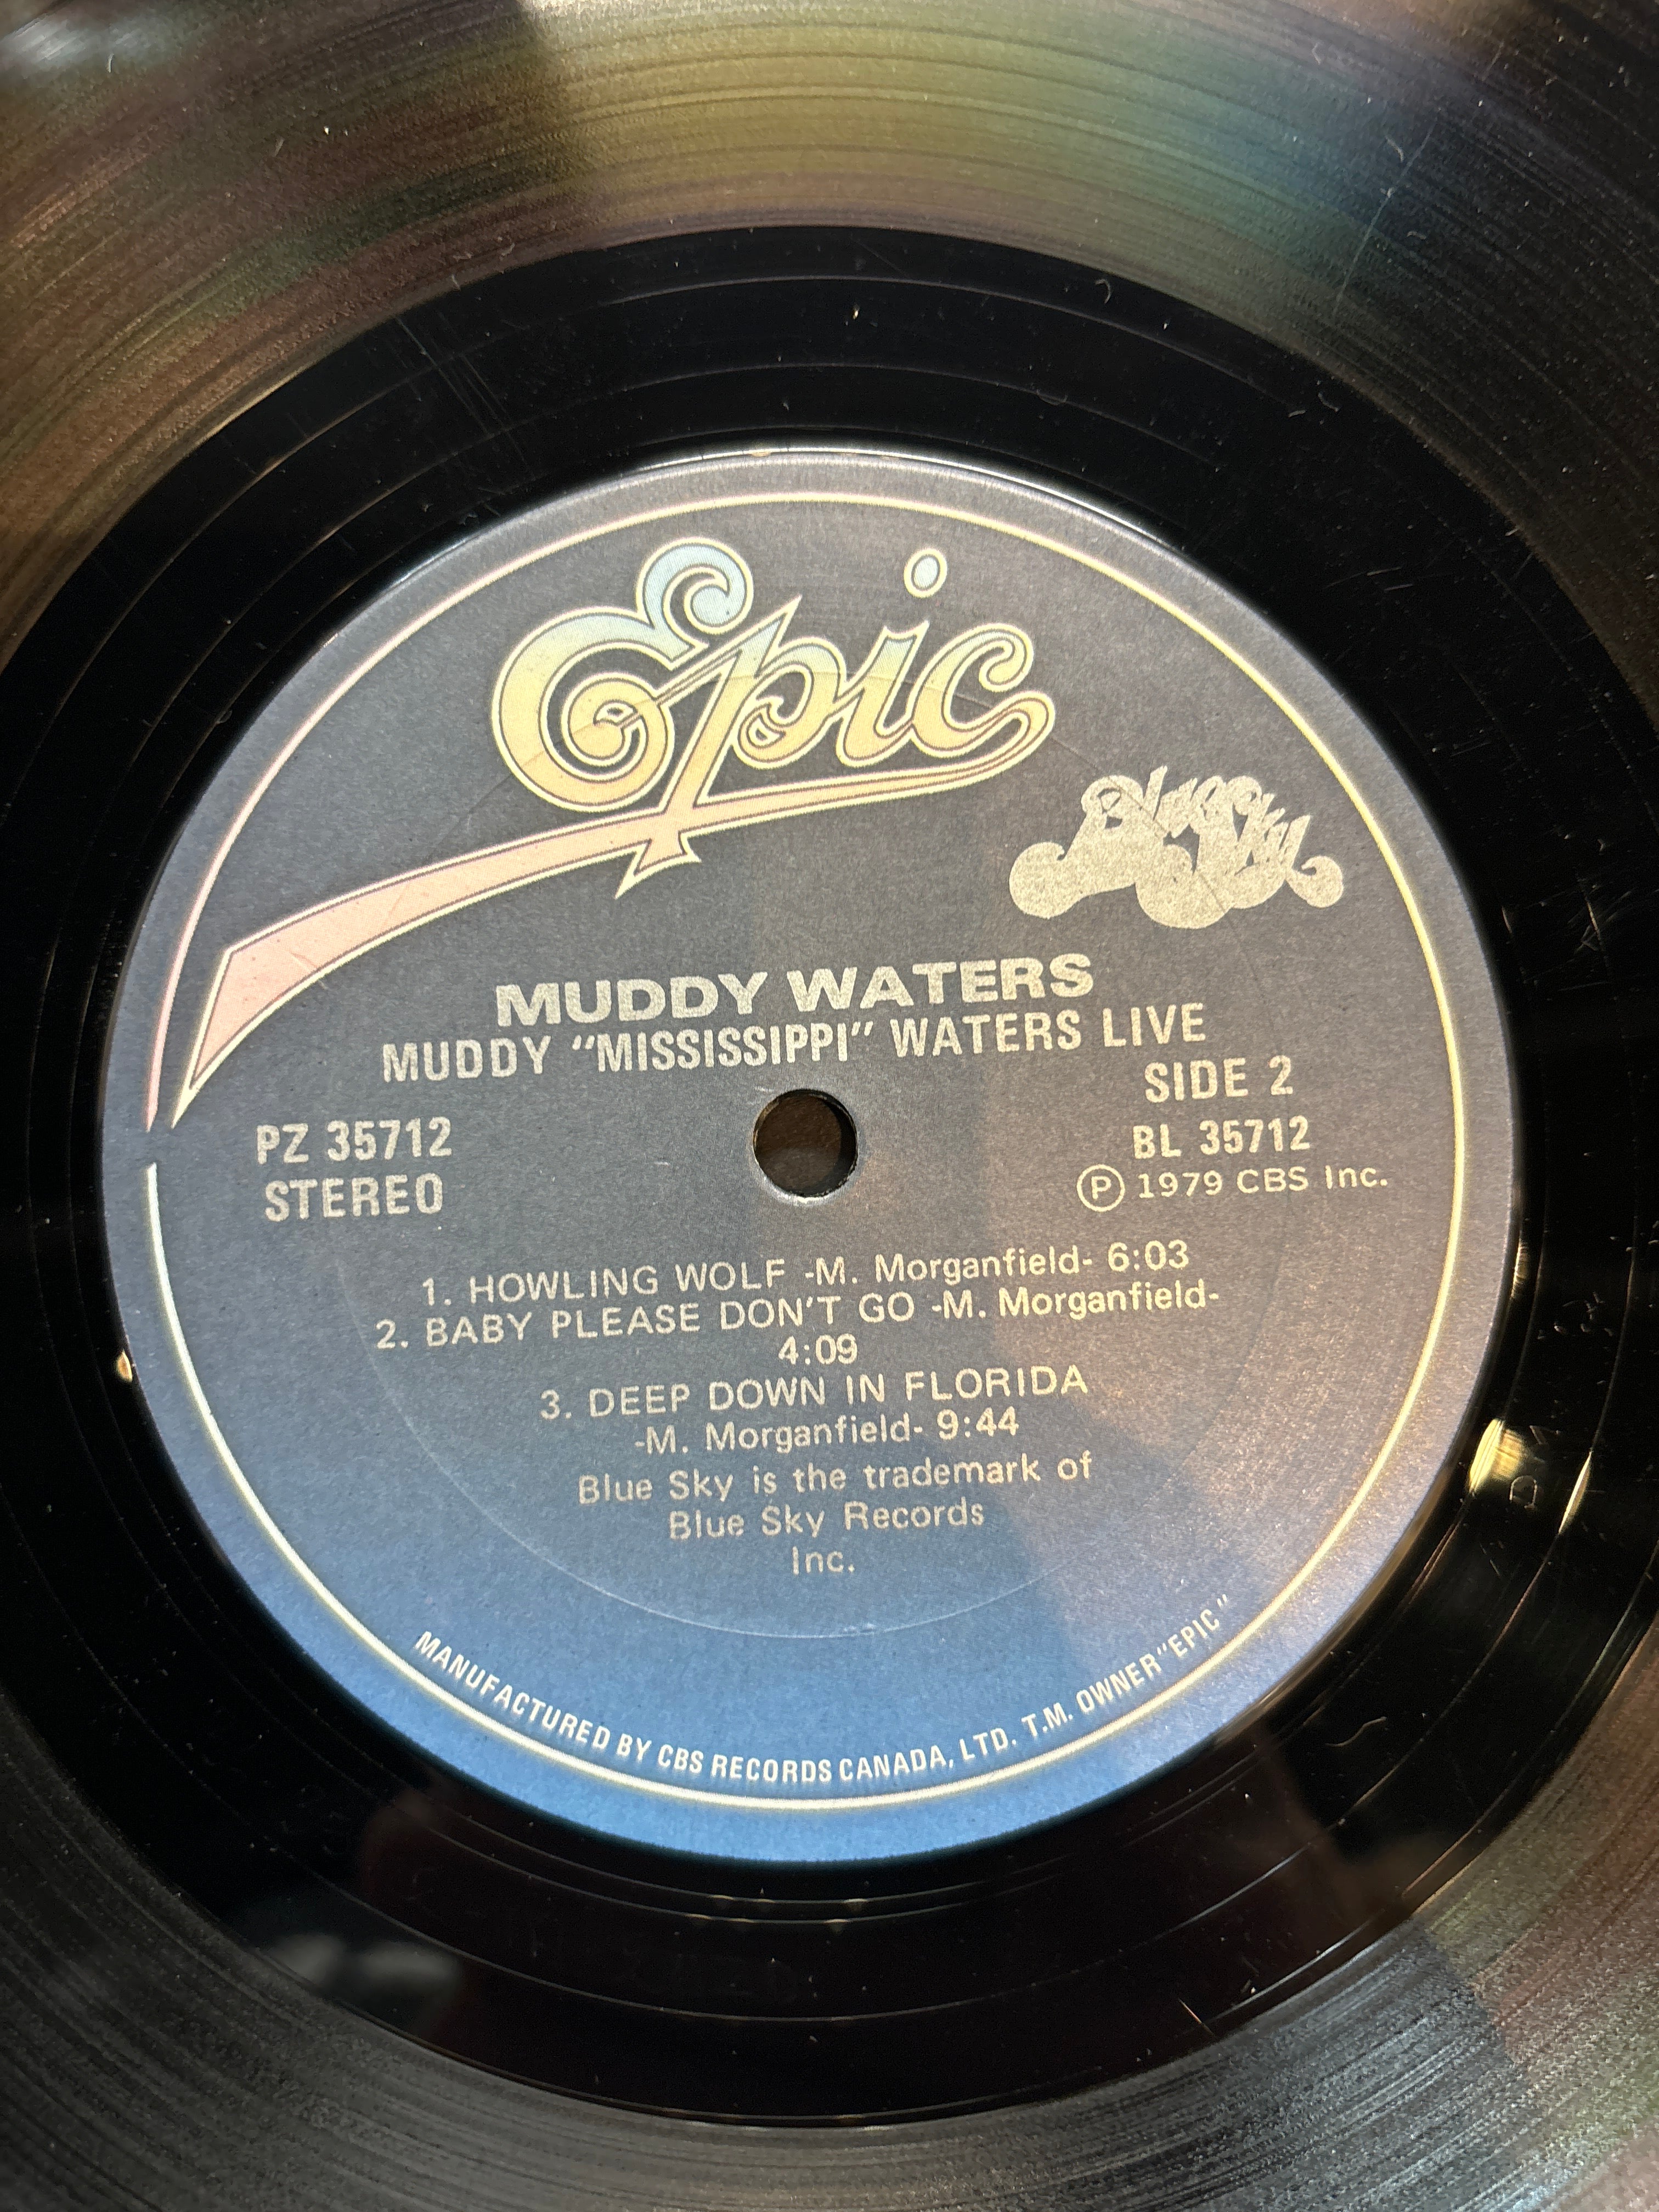 Epic
Blue Sky
MUDDY WATERS
MUDDY "MISSISSIPPI" WATERS LIVE
SIDE 2
PZ 35712
BL 35712
STEREO
Ⓟ 1979 CBS Inc.
1. HOWLING WOLF -M. Morganfield- 6:03
2. BABY PLEASE DON'T GO -M. Morganfield-
4:09
3. DEEP DOWN IN FLORIDA
-M. Morganfield- 9:44
Blue Sky is the trademark of
Blue Sky Records
Inc.
MANUFACTURED BY CBS RECORDS CANADA, LTD. T.M. OWNER "EPIC"